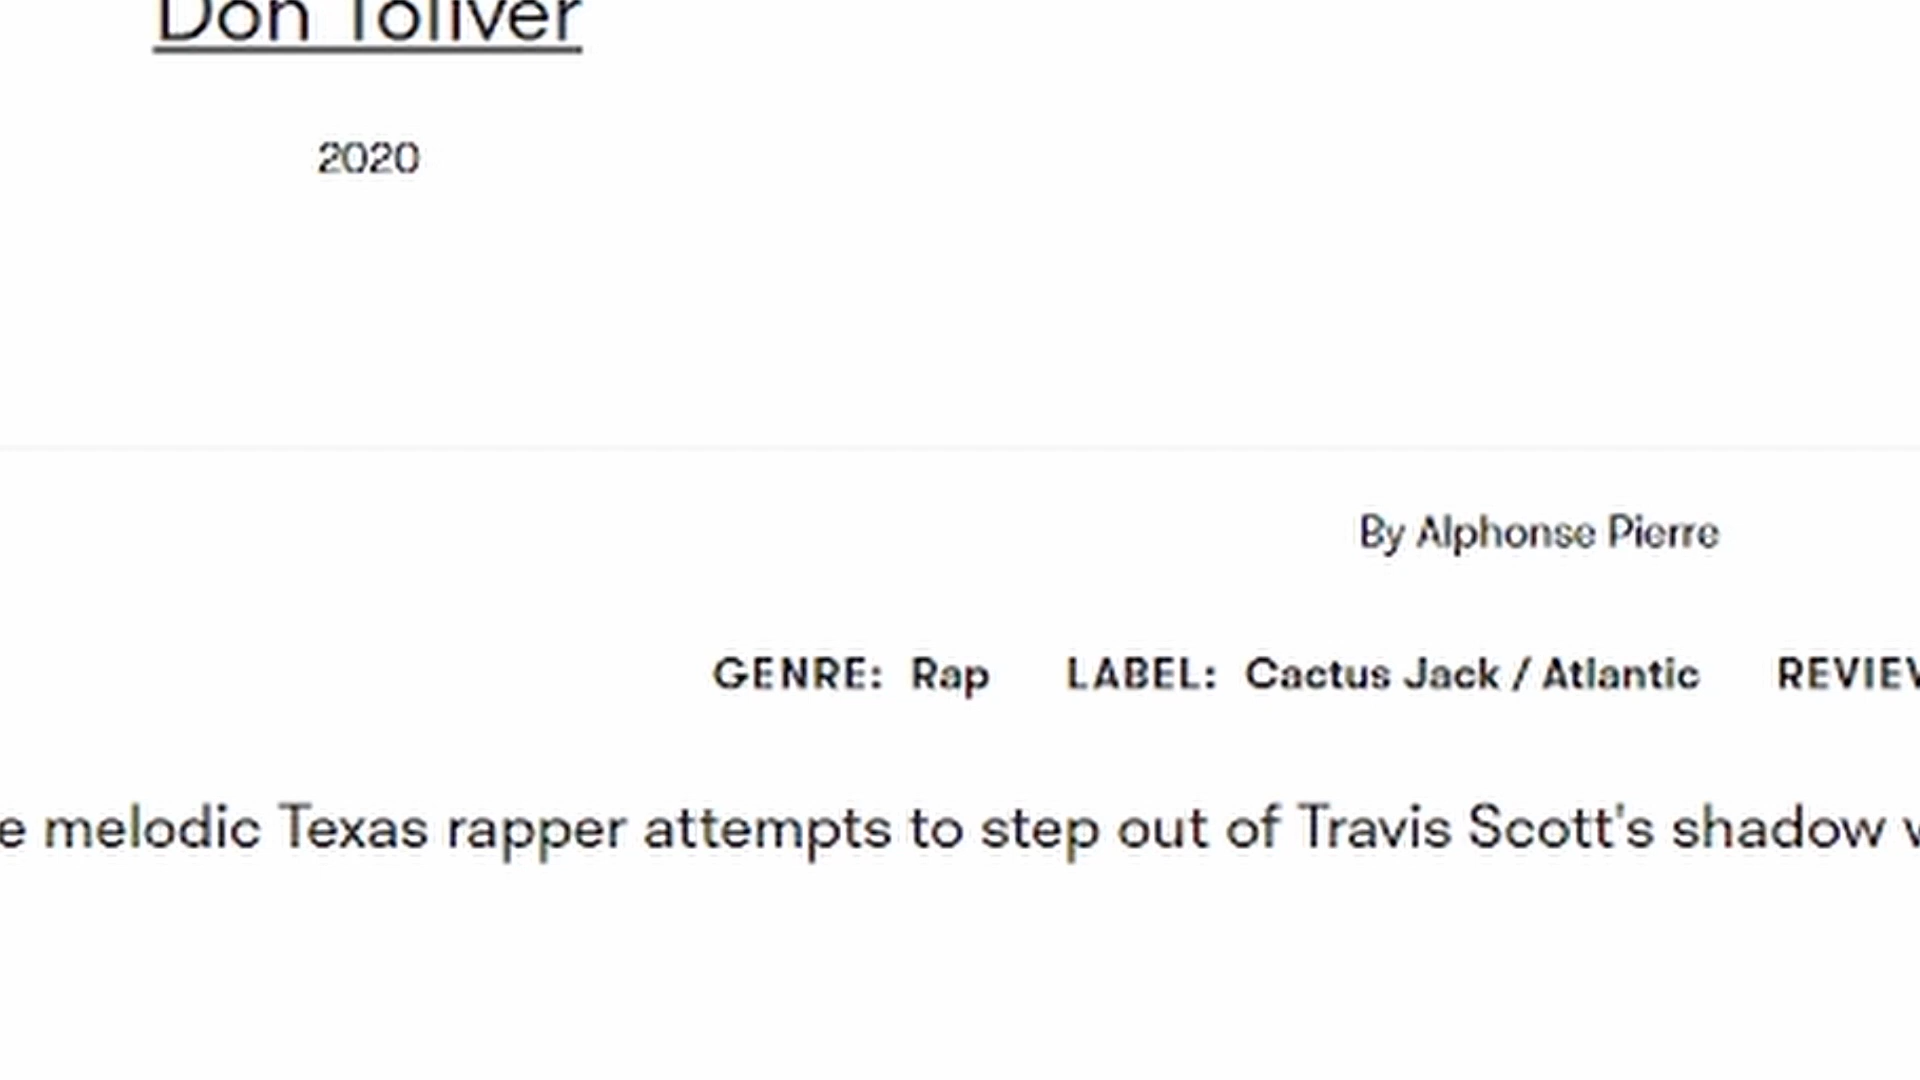 Don Toliver
2020
By Alphonse Pierre
GENRE: Rap LABEL: Cactus Jack / Atlantic
melodic Texas rapper attempts to step out of Travis Scott's shadow